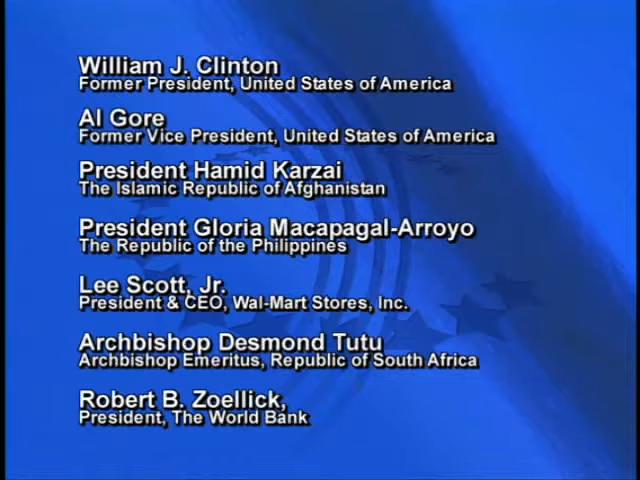 William J. Clinton
Former President, United States of America
Al Gore
Former Vice President, United States of America
President Hamid Karzai
The Islamic Republic of Afghanistan
President Gloria Macapagal-Arroyo
The Republic of the Philippines
Lee Scott, Jr.
President & CEO, Wal-Mart Stores, Inc.
Archbishop Desmond Tutu
Archbishop Emeritus, Republic of South Africa
Robert B. Zoellick,
President, The World Bank